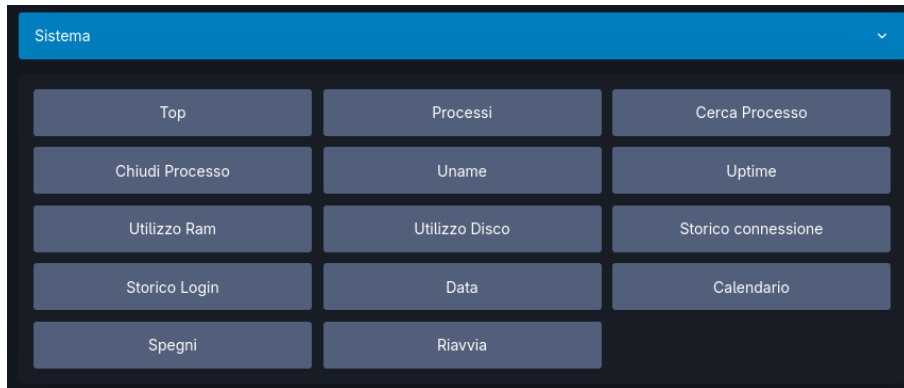 Sistema
Top
Processi
Cerca Processo
Chiudi Processo
Uname
Uptime
Utilizzo Ram
Utilizzo Disco
Storico connessione
Storico Login
Data
Calendario
Spegni
Riavvia